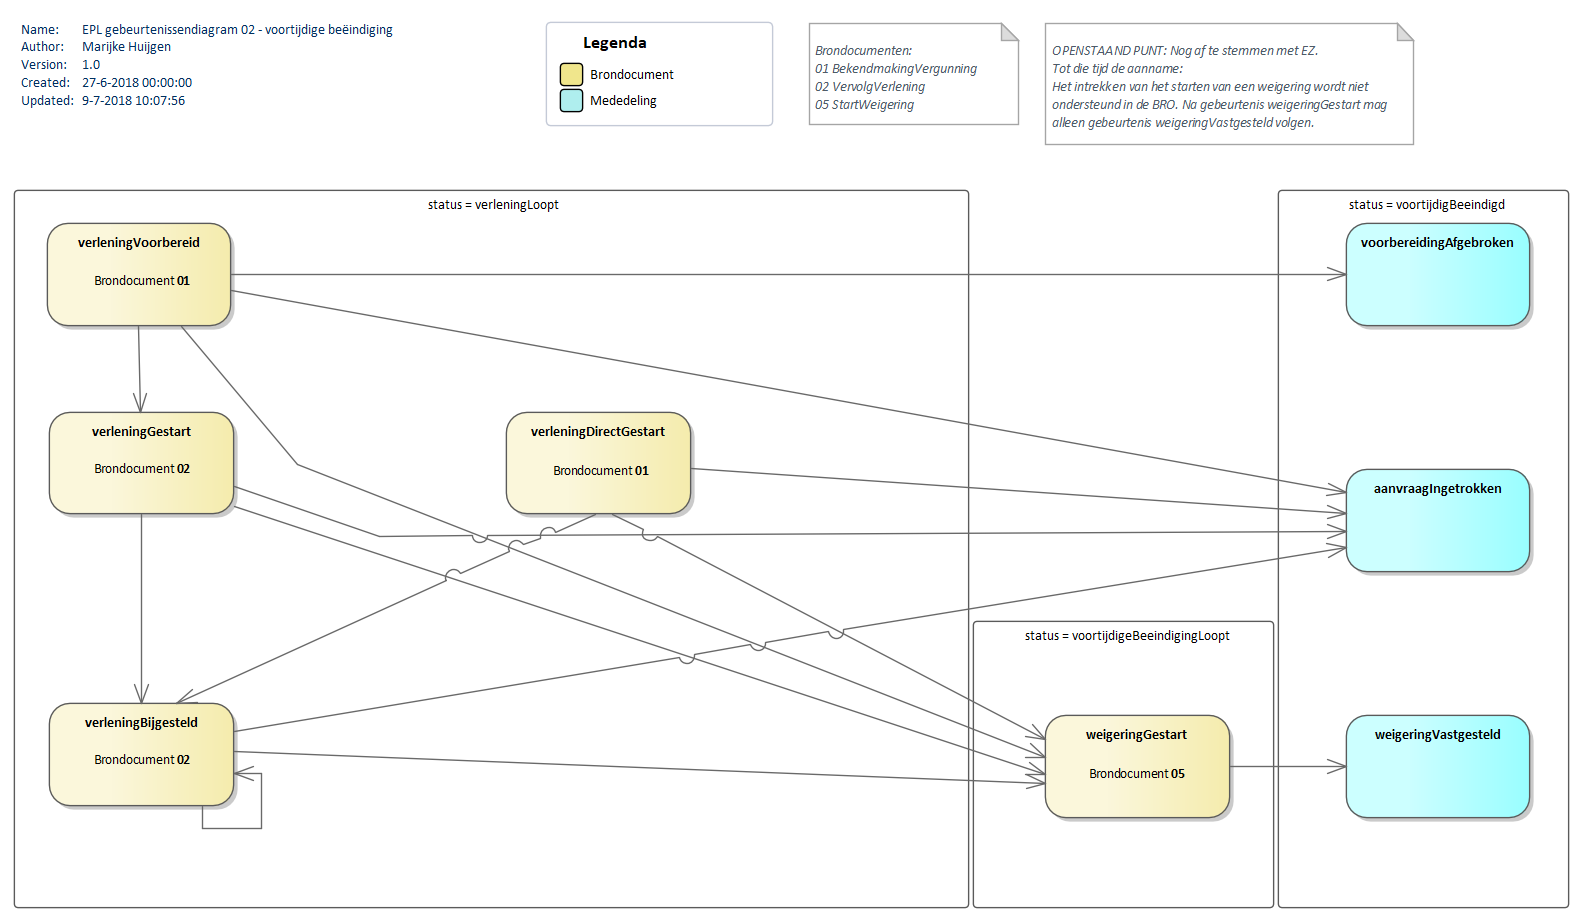 Name: EPL gebeurtenissendiagram 02 - voortijdige beëindiging
Author: Marijke Huijgen
Version: 1.0
Created: 27-6-2018 00:00:00
Updated: 9-7-2018 10:07:56
Legenda
Brondocument
Mededeling
Brondocumenten:
01 BekendmakingVergunning
02 VervolgVerlening
05 StartWeigering
OPENSTAAND PUNT: Nog af te stemmen met EZ.
Tot die tijd de aanname:
Het intrekken van het starten van een weigering wordt niet
ondersteund in de BRO. Na gebeurtenis weigeringGestart mag
alleen gebeurtenis weigeringVastgesteld volgen.
status = verleningLoopt
status = voortijdigBeeindigd
verleningVoorbereid
Brondocument 01
voorbereidingAfgebroken
verleningGestart
Brondocument 02
verleningDirectGestart
Brondocument 01
aanvraagIngetrokken
status = voortijdigeBeeindigingLoopt
verleningBijgesteld
Brondocument 02
weigeringGestart
Brondocument 05
weigeringVastgesteld